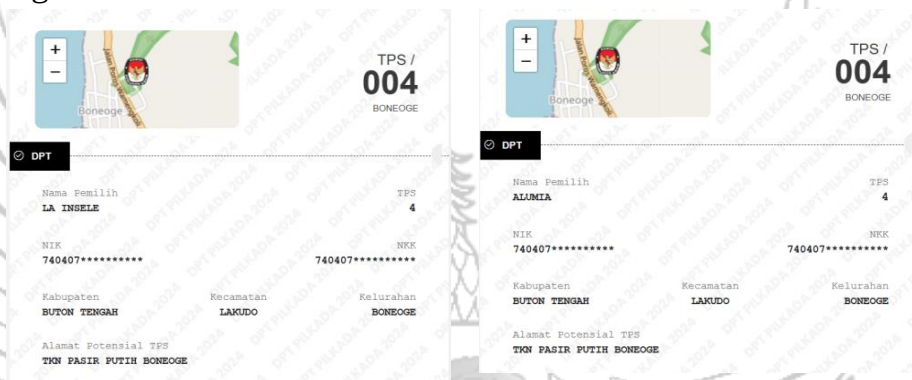 +
−
Boneoge
TPS /
004
BONEOGE
DPT
Nama Pemilih
TPS
LA INSELE
4
NIK
NKK
740407**********
740407**********
Kabupaten
Kecamatan
Kelurahan
BUTON TENGAH
LAKUDO
BONEOGE
Alamat Potensial TPS
TKN PASIR PUTIH BONEOGE
+
−
Boneoge
TPS /
004
BONEOGE
DPT
Nama Pemilih
TPS
ALUMIA
4
NIK
NKK
740407**********
740407**********
Kabupaten
Kecamatan
Kelurahan
BUTON TENGAH
LAKUDO
BONEOGE
Alamat Potensial TPS
TKN PASIR PUTIH BONEOGE
DPT PILKADA 2024